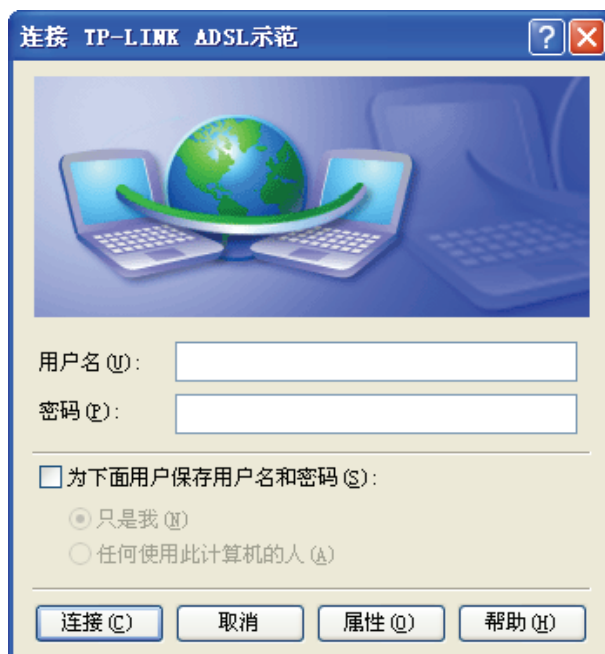 连接 TP-LINK ADSL示范
用户名(U):
密码(P):
为下面用户保存用户名和密码(S):
只是我(N)
任何使用此计算机的人(A)
连接(C) 取消 属性(O) 帮助(H)